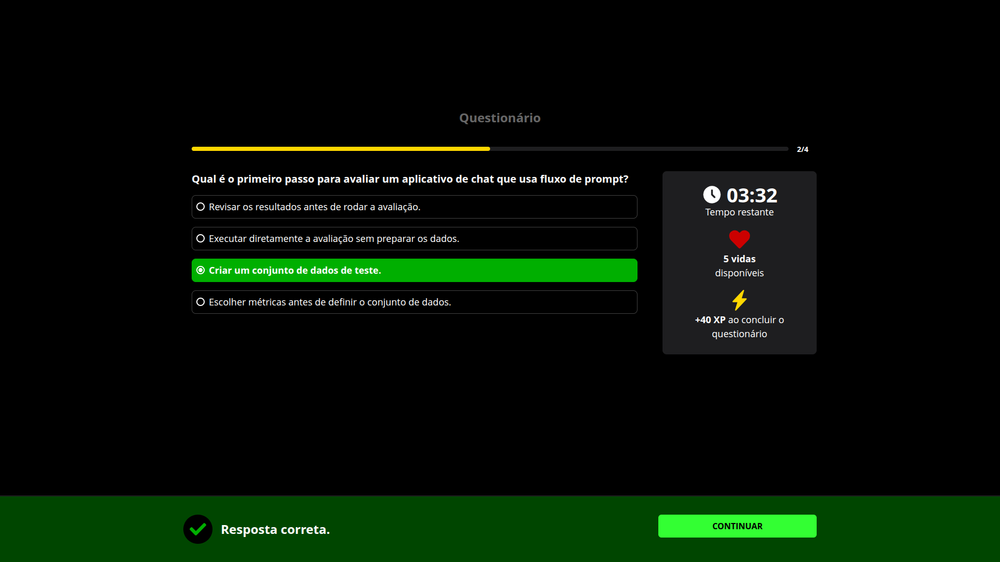 Questionário
2/4
Qual é o primeiro passo para avaliar um aplicativo de chat que usa fluxo de prompt?
Revisar os resultados antes de rodar a avaliação.
Executar diretamente a avaliação sem preparar os dados.
Criar um conjunto de dados de teste.
Escolher métricas antes de definir o conjunto de dados.
03:32
Tempo restante
5 vidas
disponíveis
+40 XP ao concluir o
questionário
Resposta correta.
CONTINUAR